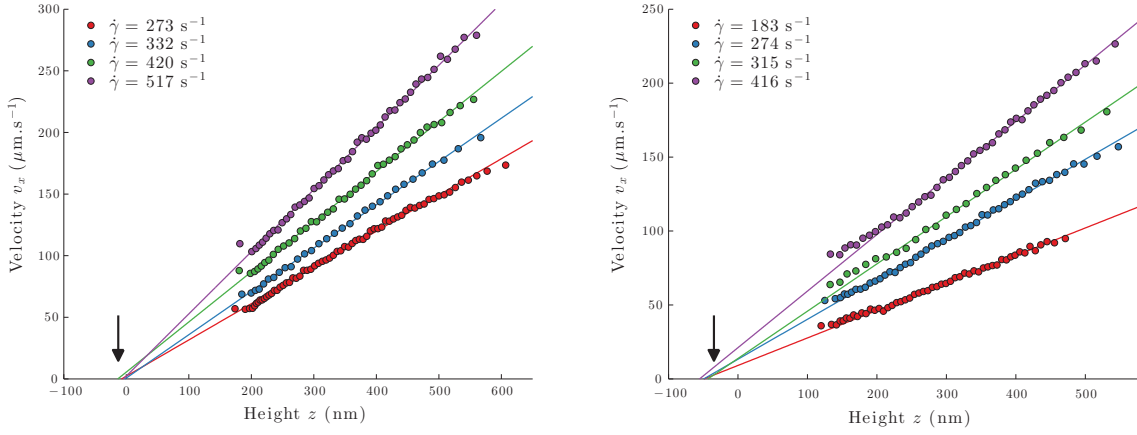 300
250
200
150
100
50
0
Velocity v_x (μm.s⁻¹)
γ̇ = 273 s⁻¹
γ̇ = 332 s⁻¹
γ̇ = 420 s⁻¹
γ̇ = 517 s⁻¹
−100 0 100 200 300 400 500 600
Height z (nm)
250
200
150
100
50
0
Velocity v_x (μm.s⁻¹)
γ̇ = 183 s⁻¹
γ̇ = 274 s⁻¹
γ̇ = 315 s⁻¹
γ̇ = 416 s⁻¹
−100 0 100 200 300 400 500
Height z (nm)